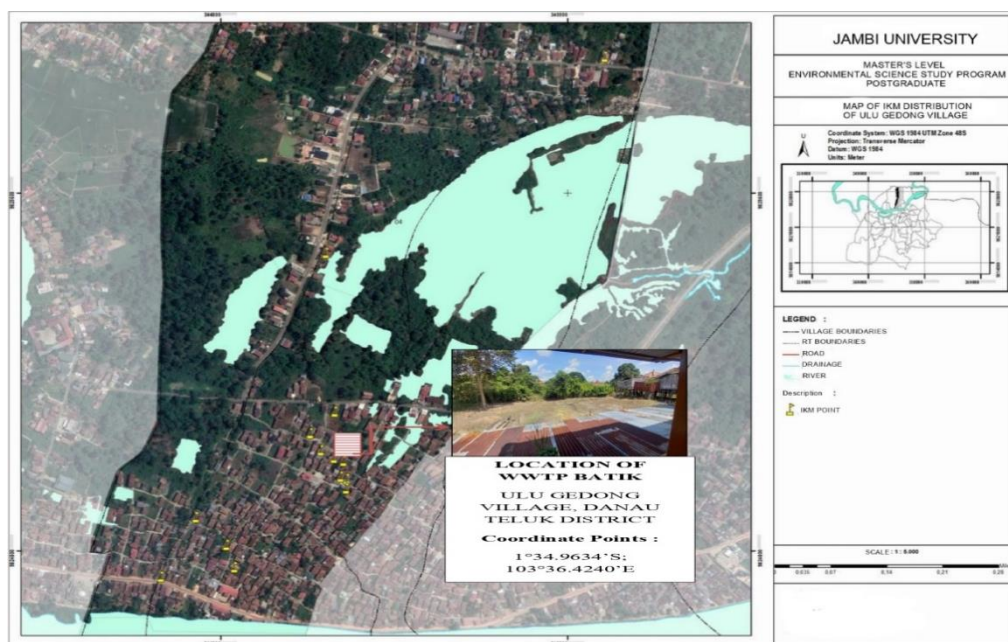 JAMBI UNIVERSITY
MASTER'S LEVEL
ENVIRONMENTAL SCIENCE STUDY PROGRAM
POSTGRADUATE
MAP OF IKM DISTRIBUTION
OF ULU GEDONG VILLAGE
Coordinate System: WGS 1984 UTM Zone 48S
Projection: Transverse Mercator
Datum: WGS 1984
Units: Meter
LEGEND :
VILLAGE BOUNDARIES
RT BOUNDARIES
ROAD
DRAINAGE
RIVER
Description :
IKM POINT
SCALE : 1 : 5.000
LOCATION OF
WWTP BATIK
ULU GEDONG
VILLAGE, DANAU
TELUK DISTRICT
Coordinate Points :
1°34.9634'S;
103°36.4240'E